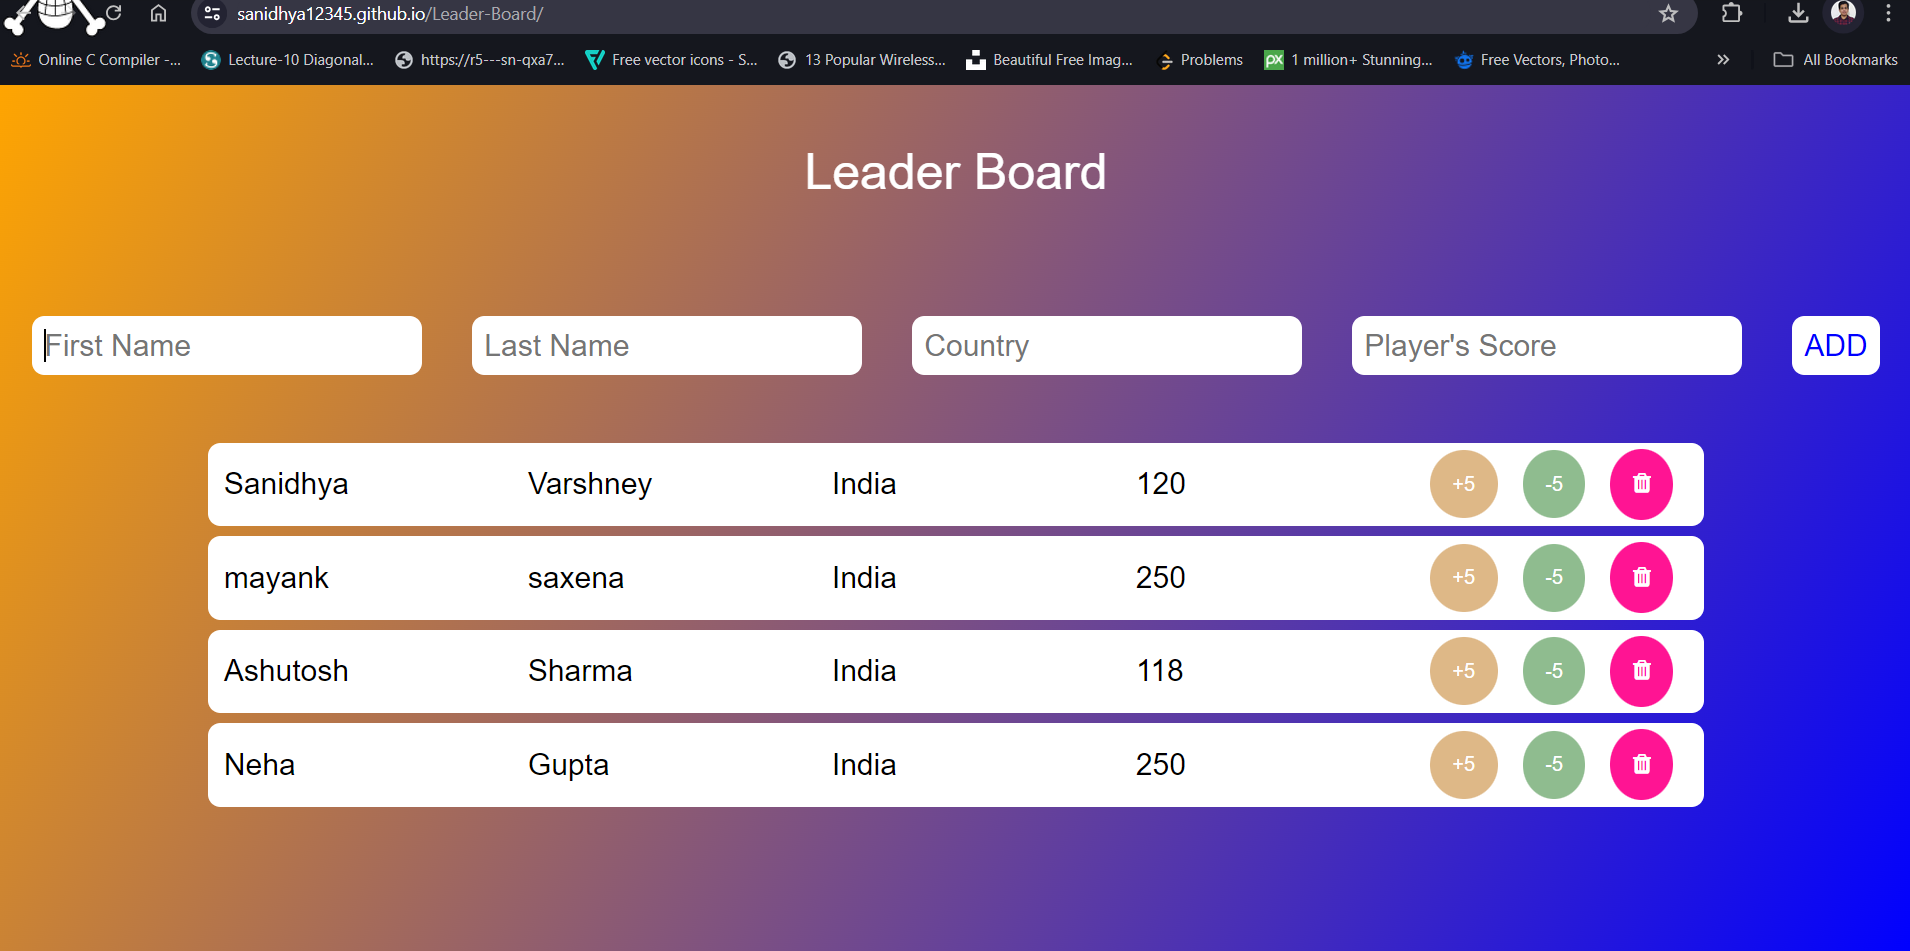 sanidhya12345.github.io/Leader-Board/
Online C Compiler -... Lecture-10 Diagonal... https://r5---sn-qxa7... Free vector icons - S... 13 Popular Wireless... Beautiful Free Imag... Problems px 1 million+ Stunning... Free Vectors, Photo... » All Bookmarks
Leader Board
First Name Last Name Country Player's Score ADD
Sanidhya Varshney India 120 +5 -5
mayank saxena India 250 +5 -5
Ashutosh Sharma India 118 +5 -5
Neha Gupta India 250 +5 -5